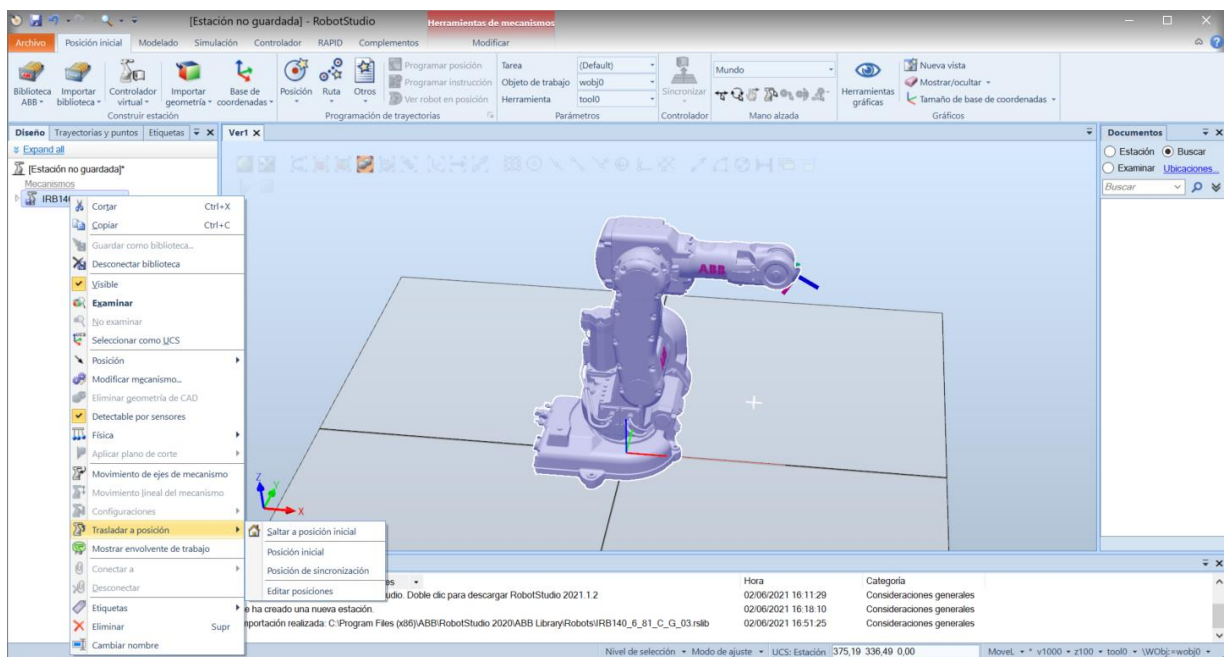 [Estación no guardada] - RobotStudio
Herramientas de mecanismos
Archivo Posición inicial Modelado Simulación Controlador RAPID Complementos Modificar
Biblioteca ABB
Importar biblioteca
Controlador virtual
Importar geometría
Base de coordenadas
Construir estación
Posición
Ruta
Otros
Programar posición
Programar instrucción
Ver robot en posición
Programación de trayectorias
Tarea (Default)
Objeto de trabajo wobj0
Herramienta tool0
Parámetros
Sincronizar
Controlador
Mundo
Mano alzada
Herramientas gráficas
Nueva vista
Mostrar/ocultar
Tamaño de base de coordenadas
Gráficos
Diseño Trayectorias y puntos Etiquetas
Expand all
[Estación no guardada]*
Mecanismos
Ver1
Cortar Ctrl+X
Copiar Ctrl+C
Guardar como biblioteca...
Desconectar biblioteca
Visible
Examinar
No examinar
Seleccionar como UCS
Posición
Modificar mecanismo...
Eliminar geometría de CAD
Detectable por sensores
Física
Aplicar plano de corte
Movimiento de ejes de mecanismo
Movimiento lineal del mecanismo
Configuraciones
Trasladar a posición
Mostrar envolvente de trabajo
Conectar a
Desconectar
Etiquetas
Eliminar Supr
Cambiar nombre
Saltar a posición inicial
Posición inicial
Posición de sincronización
Editar posiciones
ABB
Z
Y
X
Documentos
Estación Buscar
Examinar Ubicaciones...
Buscar
Hora Categoría
Doble clic para descargar RobotStudio 2021.1.2 02/06/2021 16:11:29 Consideraciones generales
ha creado una nueva estación. 02/06/2021 16:18:10 Consideraciones generales
realizada: C:\Program Files (x86)\ABB\RobotStudio 2020\ABB Library\Robots\IRB140_6_81_C_G_03.rslib 02/06/2021 16:51:25 Consideraciones generales
Nivel de selección Modo de ajuste UCS: Estación 375,19 336,49 0,00 MoveL * v1000 z100 tool0 \WObj:=wobj0